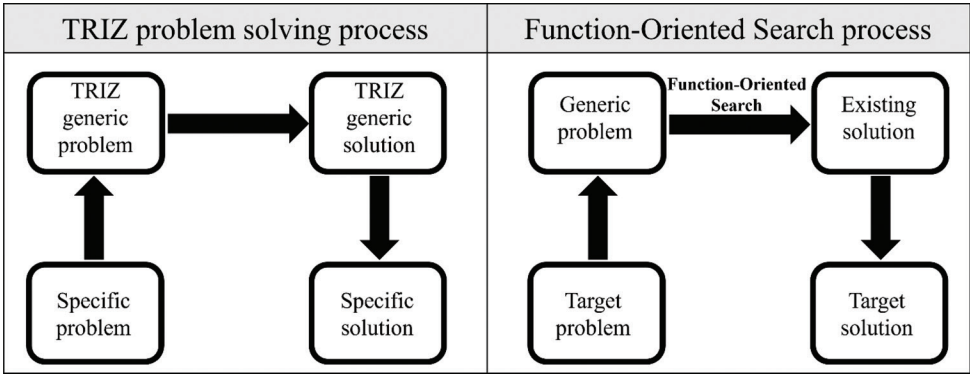 TRIZ problem solving process
TRIZ
generic
problem
TRIZ
generic
solution
Specific
problem
Specific
solution
Function-Oriented Search process
Generic
problem
Function-Oriented
Search
Existing
solution
Target
problem
Target
solution